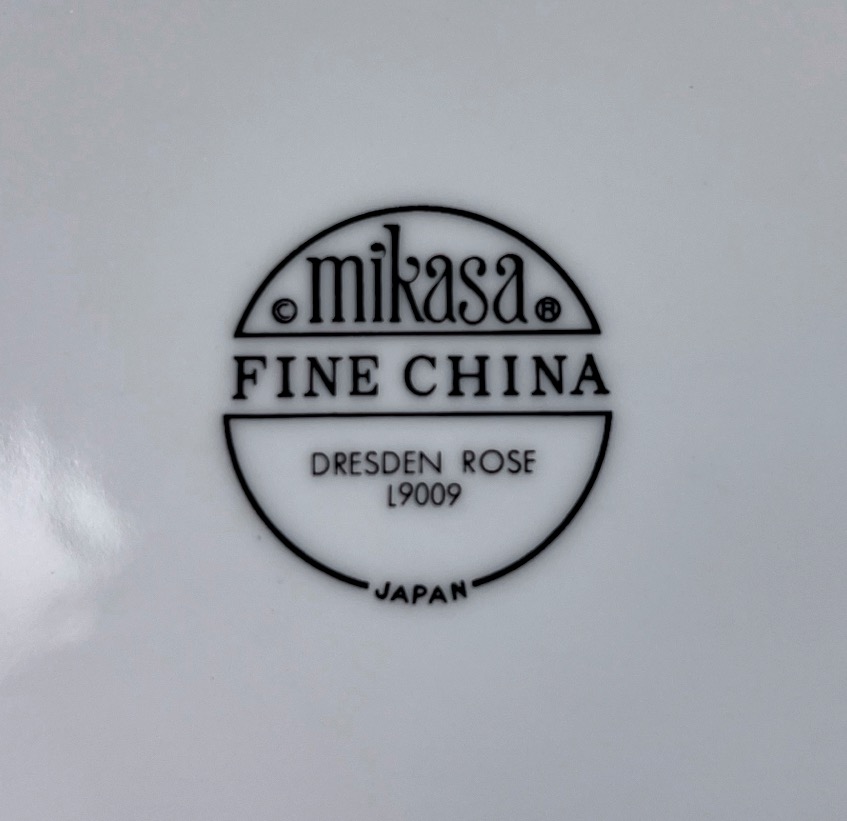 © mikasa ®
FINE CHINA
DRESDEN ROSE
L9009
JAPAN